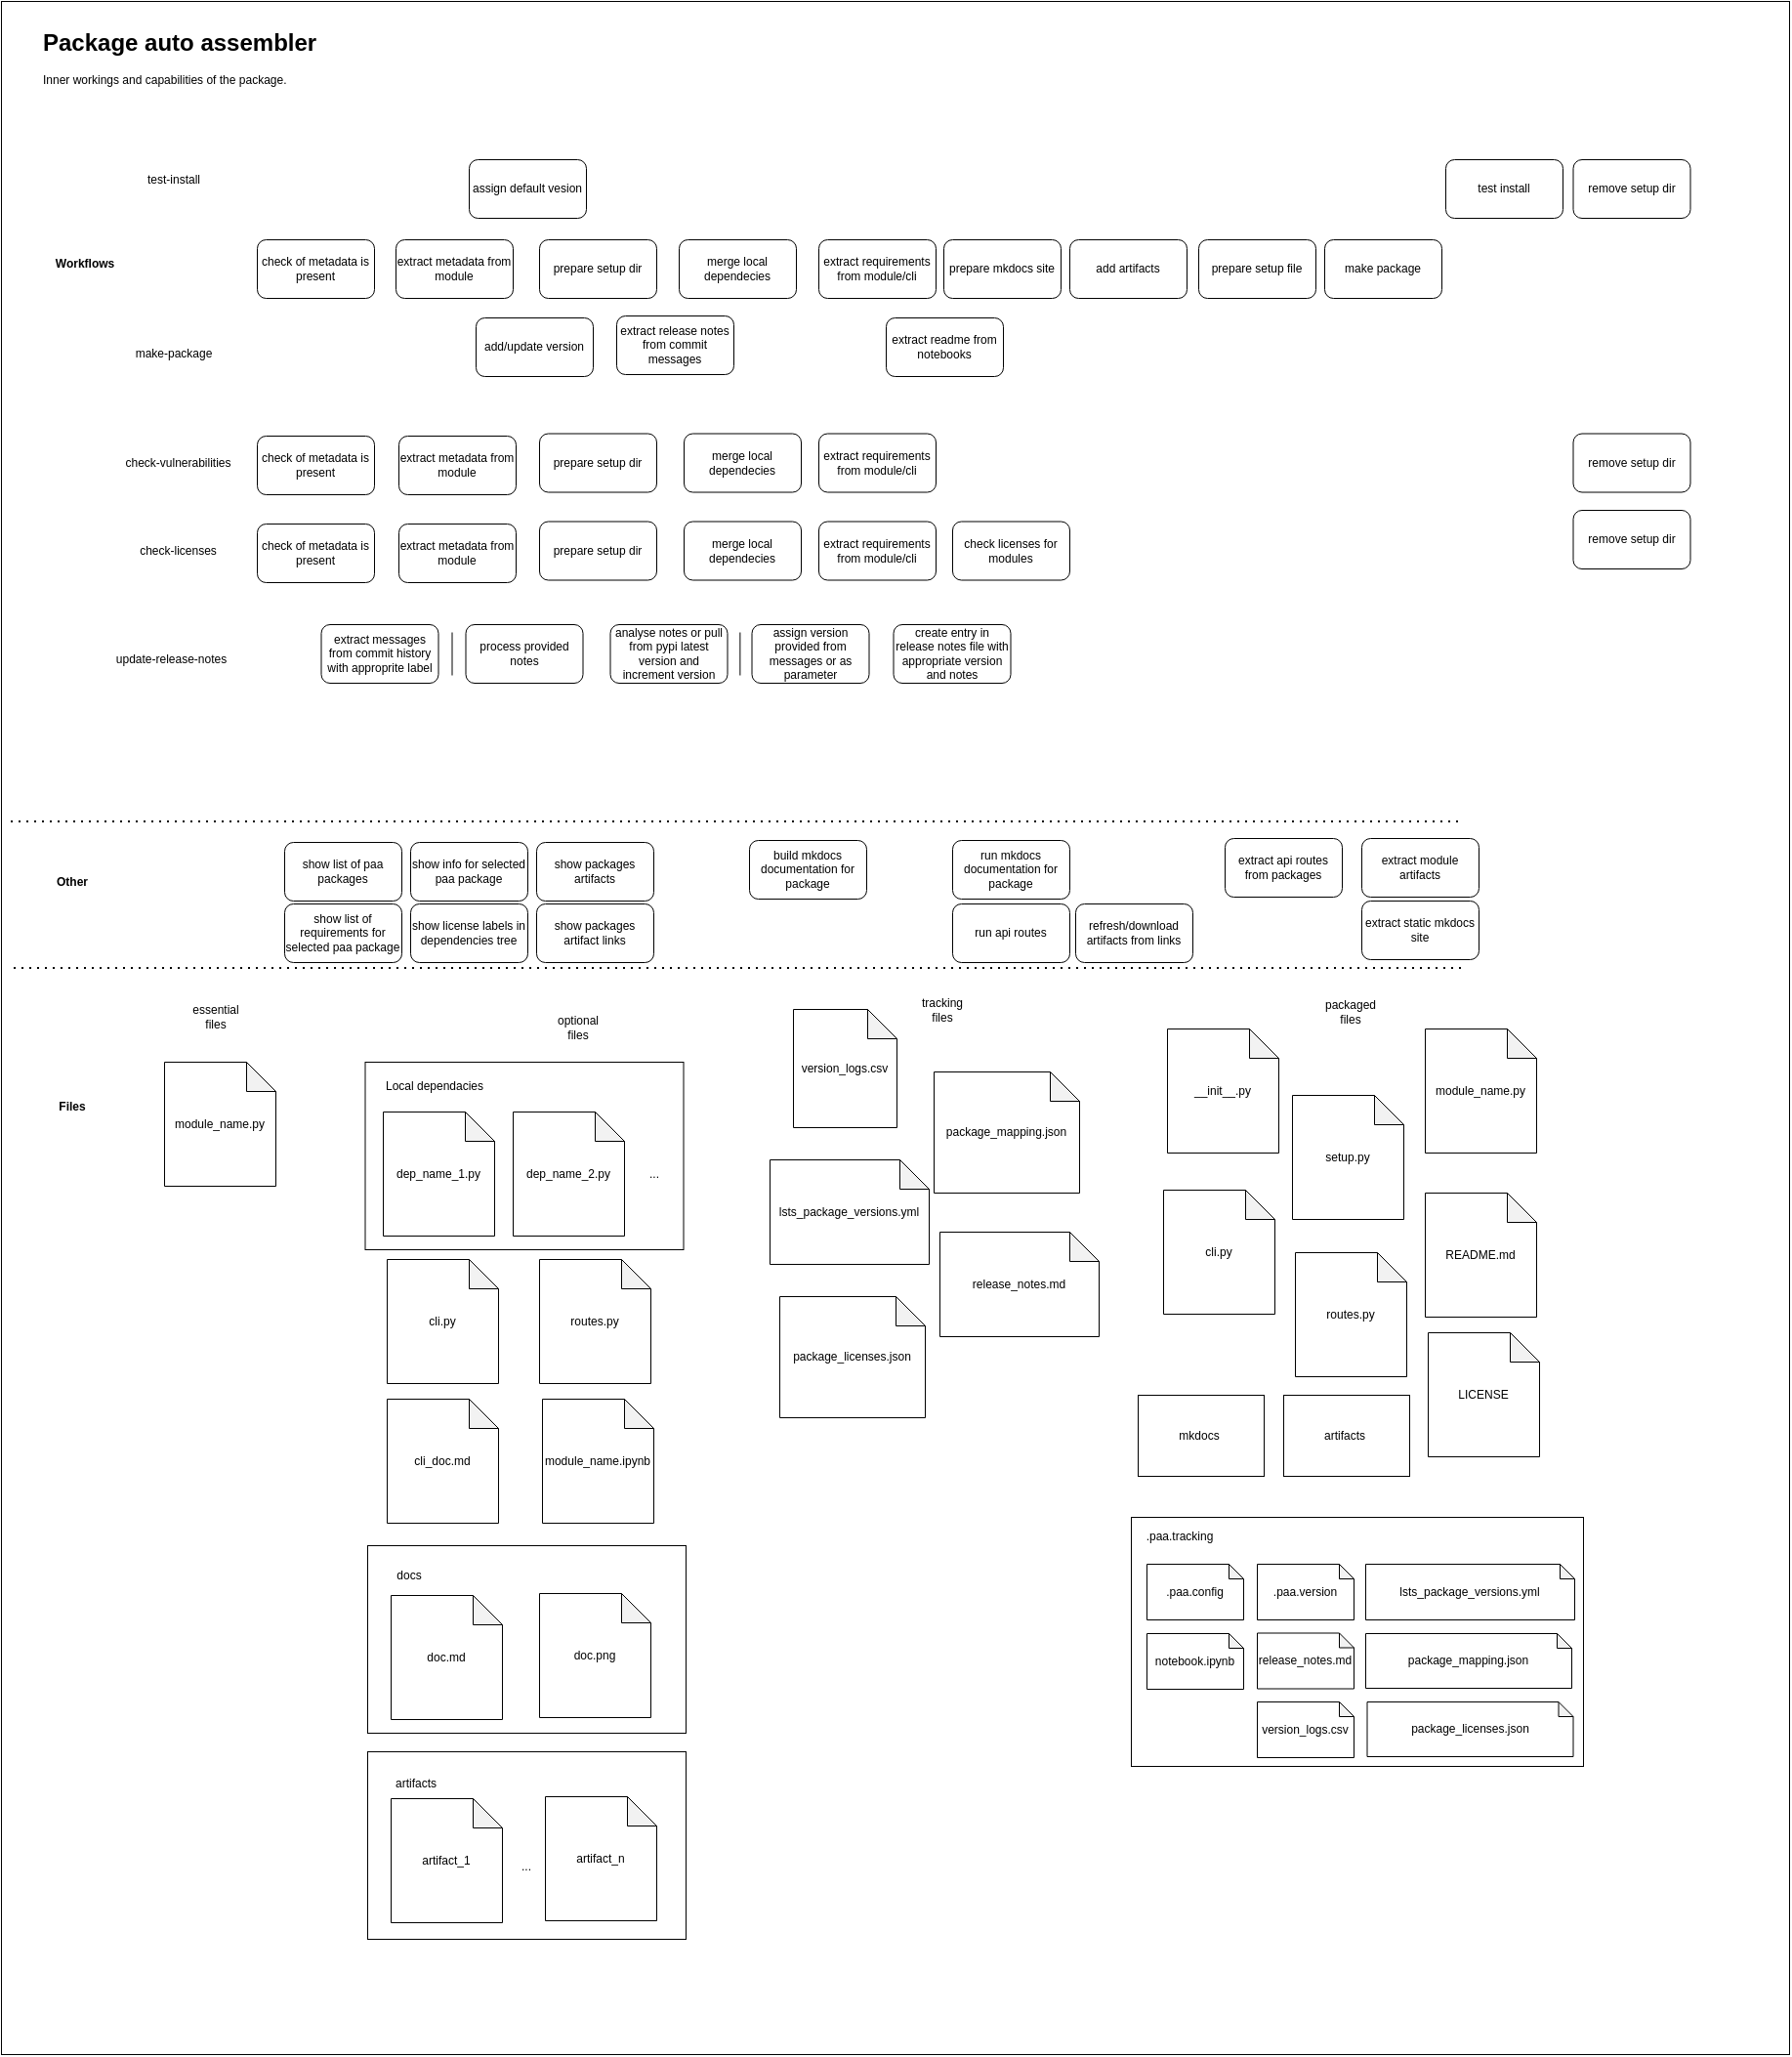 Package auto assembler
Inner workings and capabilities of the package.
test-install
assign default vesion
test install
remove setup dir
Workflows
check of metadata is
present
extract metadata from
module
prepare setup dir
merge local
dependecies
extract requirements
from module/cli
prepare mkdocs site
add artifacts
prepare setup file
make package
make-package
add/update version
extract release notes
from commit
messages
extract readme from
notebooks
check-vulnerabilities
check of metadata is
present
extract metadata from
module
prepare setup dir
merge local
dependecies
extract requirements
from module/cli
remove setup dir
check-licenses
check of metadata is
present
extract metadata from
module
prepare setup dir
merge local
dependecies
extract requirements
from module/cli
check licenses for
modules
remove setup dir
update-release-notes
extract messages
from commit history
with approprite label
process provided
notes
analyse notes or pull
from pypi latest
version and
increment version
assign version
provided from
messages or as
parameter
create entry in
release notes file with
appropriate version
and notes
Other
show list of paa
packages
show info for selected
paa package
show packages
artifacts
build mkdocs
documentation for
package
run mkdocs
documentation for
package
extract api routes
from packages
extract module
artifacts
show list of
requirements for
selected paa package
show license labels in
dependencies tree
show packages
artifact links
run api routes
refresh/download
artifacts from links
extract static mkdocs
site
Files
essential
files
module_name.py
optional
files
Local dependacies
dep_name_1.py
dep_name_2.py
...
cli.py
routes.py
cli_doc.md
module_name.ipynb
docs
doc.md
doc.png
artifacts
artifact_1
...
artifact_n
tracking
files
version_logs.csv
package_mapping.json
lsts_package_versions.yml
release_notes.md
package_licenses.json
packaged
files
__init__.py
module_name.py
setup.py
cli.py
README.md
routes.py
LICENSE
mkdocs
artifacts
.paa.tracking
.paa.config
.paa.version
lsts_package_versions.yml
notebook.ipynb
release_notes.md
package_mapping.json
version_logs.csv
package_licenses.json